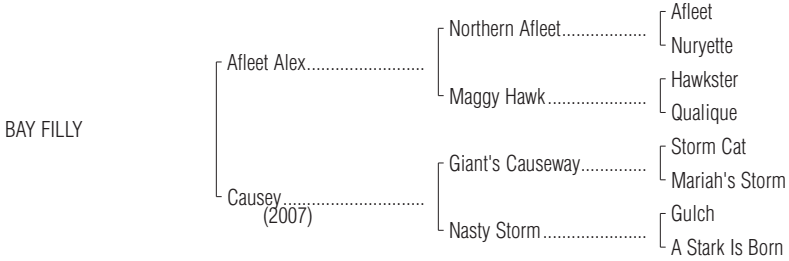 Afleet
Northern Afleet....................
Nuryette
Afleet Alex.........................
Hawkster
Maggy Hawk.....................
Qualique
BAY FILLY
Storm Cat
Giant's Causeway..............
Mariah's Storm
Causey..............................
(2007)
Gulch
Nasty Storm......................
A Stark Is Born